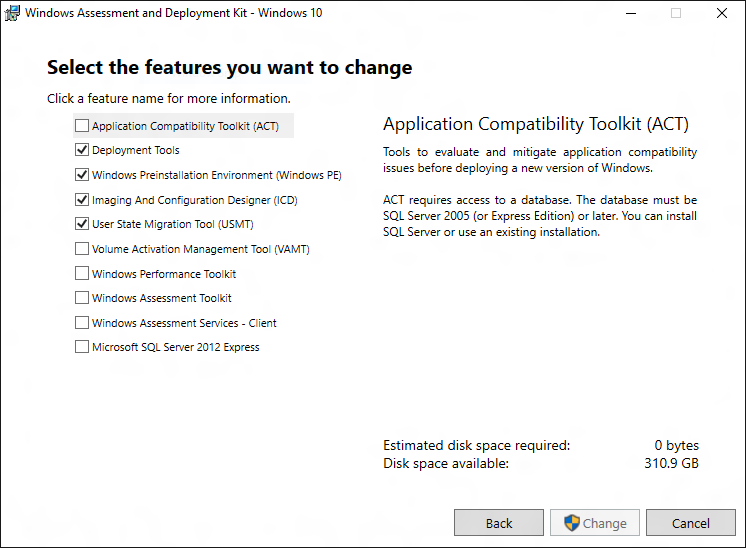 Windows Assessment and Deployment Kit - Windows 10
Select the features you want to change
Click a feature name for more information.
Application Compatibility Toolkit (ACT)
Deployment Tools
Windows Preinstallation Environment (Windows PE)
Imaging And Configuration Designer (ICD)
User State Migration Tool (USMT)
Volume Activation Management Tool (VAMT)
Windows Performance Toolkit
Windows Assessment Toolkit
Windows Assessment Services - Client
Microsoft SQL Server 2012 Express
Application Compatibility Toolkit (ACT)
Tools to evaluate and mitigate application compatibility
issues before deploying a new version of Windows.
ACT requires access to a database. The database must be
SQL Server 2005 (or Express Edition) or later. You can install
SQL Server or use an existing installation.
Estimated disk space required: 0 bytes
Disk space available: 310.9 GB
Back Change Cancel